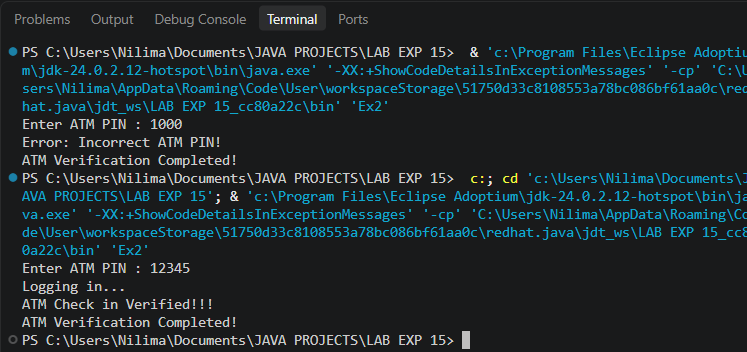 Problems Output Debug Console Terminal Ports
PS C:\Users\Nilima\Documents\JAVA PROJECTS\LAB EXP 15>  & 'c:\Program Files\Eclipse Adoptiu
m\jdk-24.0.2.12-hotspot\bin\java.exe' '-XX:+ShowCodeDetailsInExceptionMessages' '-cp' 'C:\U
sers\Nilima\AppData\Roaming\Code\User\workspaceStorage\51750d33c8108553a78bc086bf61aa0c\red
hat.java\jdt_ws\LAB EXP 15_cc80a22c\bin' 'Ex2'
Enter ATM PIN : 1000
Error: Incorrect ATM PIN!
ATM Verification Completed!
PS C:\Users\Nilima\Documents\JAVA PROJECTS\LAB EXP 15>  c:; cd 'c:\Users\Nilima\Documents\J
AVA PROJECTS\LAB EXP 15'; & 'c:\Program Files\Eclipse Adoptium\jdk-24.0.2.12-hotspot\bin\ja
va.exe' '-XX:+ShowCodeDetailsInExceptionMessages' '-cp' 'C:\Users\Nilima\AppData\Roaming\Co
de\User\workspaceStorage\51750d33c8108553a78bc086bf61aa0c\redhat.java\jdt_ws\LAB EXP 15_cc8
0a22c\bin' 'Ex2'
Enter ATM PIN : 12345
Logging in...
ATM Check in Verified!!!
ATM Verification Completed!
PS C:\Users\Nilima\Documents\JAVA PROJECTS\LAB EXP 15>